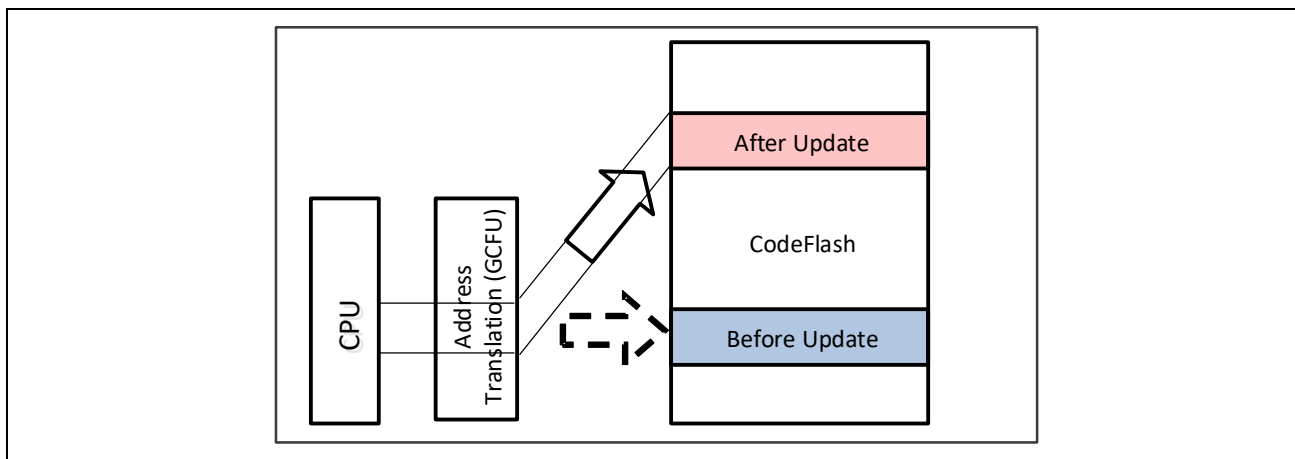 CPU
Address
Translation (GCFU)
After Update
CodeFlash
Before Update